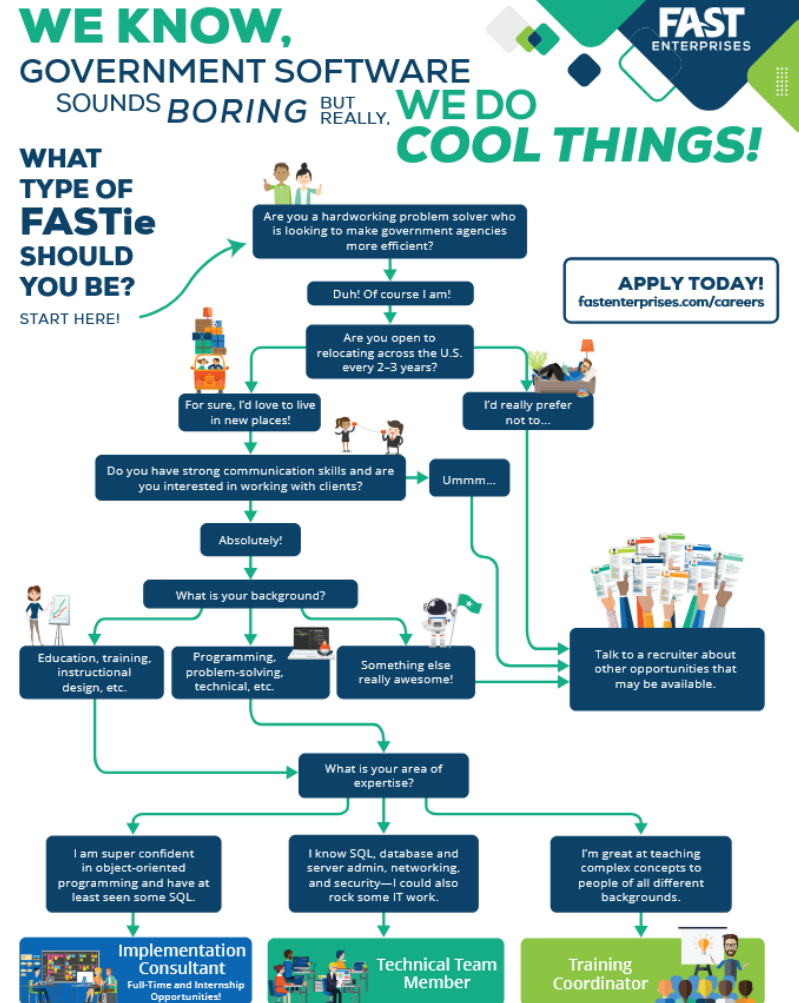 WE KNOW,
GOVERNMENT SOFTWARE
SOUNDS BORING BUT REALLY, WE DO
COOL THINGS!
FAST
ENTERPRISES
WHAT
TYPE OF
FASTie
SHOULD
YOU BE?
START HERE!
Are you a hardworking problem solver who
is looking to make government agencies
more efficient?
Duh! Of course I am!
APPLY TODAY!
fastenterprises.com/careers
Are you open to
relocating across the U.S.
every 2–3 years?
For sure, I'd love to live
in new places!
I'd really prefer
not to...
Do you have strong communication skills and are
you interested in working with clients?
Ummm...
Absolutely!
What is your background?
Education, training,
instructional
design, etc.
Programming,
problem-solving,
technical, etc.
Something else
really awesome!
Talk to a recruiter about
other opportunities that
may be available.
What is your area of
expertise?
I am super confident
in object-oriented
programming and have at
least seen some SQL.
I know SQL, database and
server admin, networking,
and security—I could also
rock some IT work.
I'm great at teaching
complex concepts to
people of all different
backgrounds.
Implementation
Consultant
Full-Time and Internship
Opportunities!
Technical Team
Member
Training
Coordinator